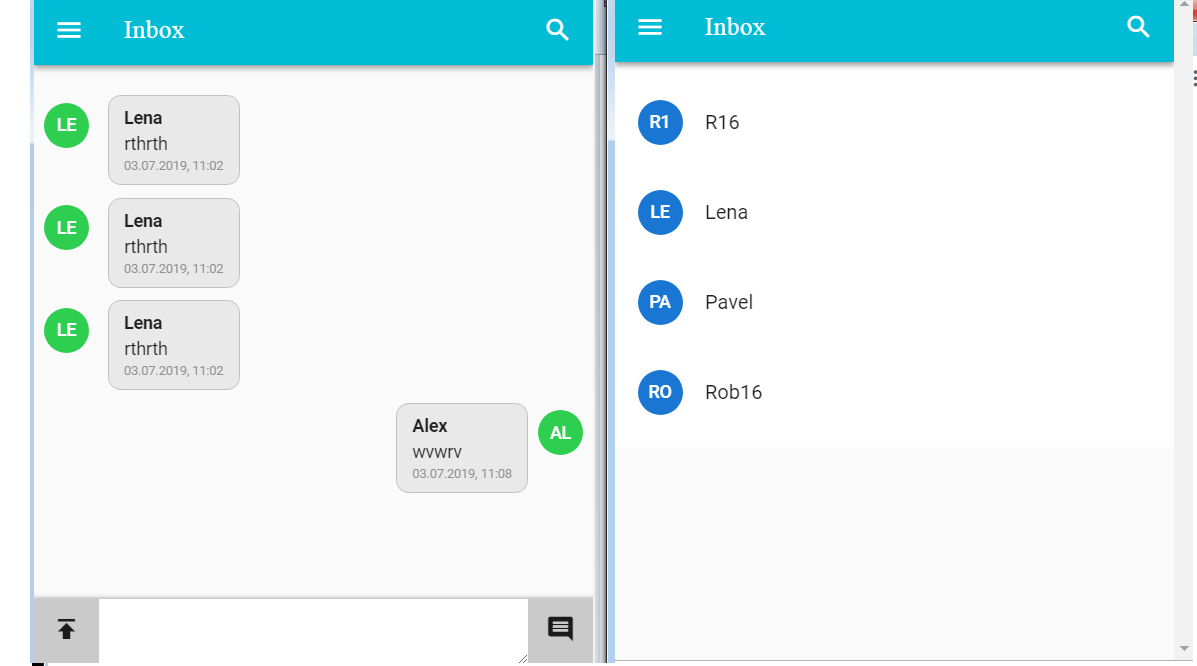 Inbox
LE
Lena
rthrth
03.07.2019, 11:02
LE
Lena
rthrth
03.07.2019, 11:02
LE
Lena
rthrth
03.07.2019, 11:02
Alex
wvwrv
03.07.2019, 11:08
AL
Inbox
R1 R16
LE Lena
PA Pavel
RO Rob16